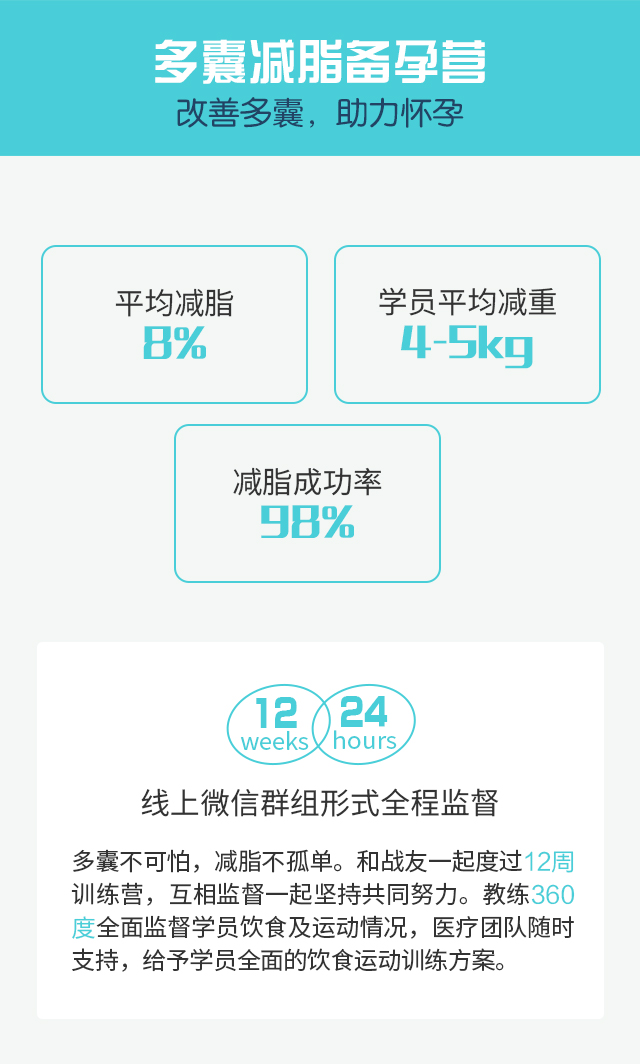 多囊减脂备孕营
改善多囊，助力怀孕
平均减脂
8%
学员平均减重
4-5kg
减脂成功率
98%
12
weeks
24
hours
线上微信群组形式全程监督
多囊不可怕，减脂不孤单。和战友一起度过12周
训练营，互相监督一起坚持共同努力。教练360
度全面监督学员饮食及运动情况，医疗团队随时
支持，给予学员全面的饮食运动训练方案。